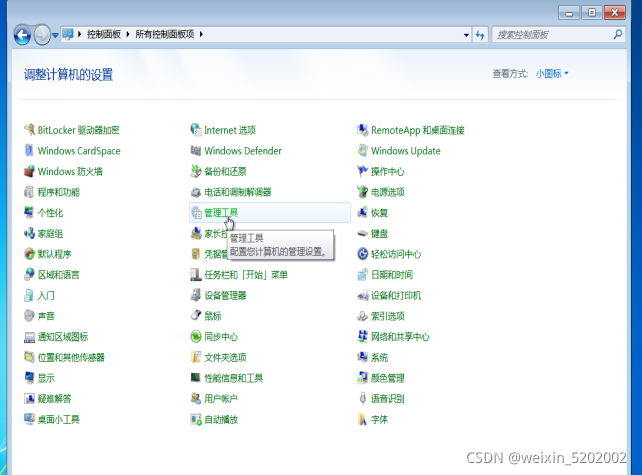 控制面板 所有控制面板项
搜索控制面板
调整计算机的设置
查看方式: 小图标
BitLocker 驱动器加密 Internet 选项 RemoteApp 和桌面连接
Windows CardSpace Windows Defender Windows Update
Windows 防火墙 备份和还原 操作中心
程序和功能 电话和调制解调器 电源选项
个性化 管理工具 恢复
家庭组 家长控 键盘
管理工具
配置您计算机的管理设置。
默认程序 凭据管 轻松访问中心
区域和语言 任务栏和「开始」菜单 日期和时间
入门 设备管理器 设备和打印机
声音 鼠标 索引选项
通知区域图标 同步中心 网络和共享中心
位置和其他传感器 文件夹选项 系统
显示 性能信息和工具 颜色管理
疑难解答 用户帐户 语音识别
桌面小工具 自动播放 字体
CSDN @weixin_5202002